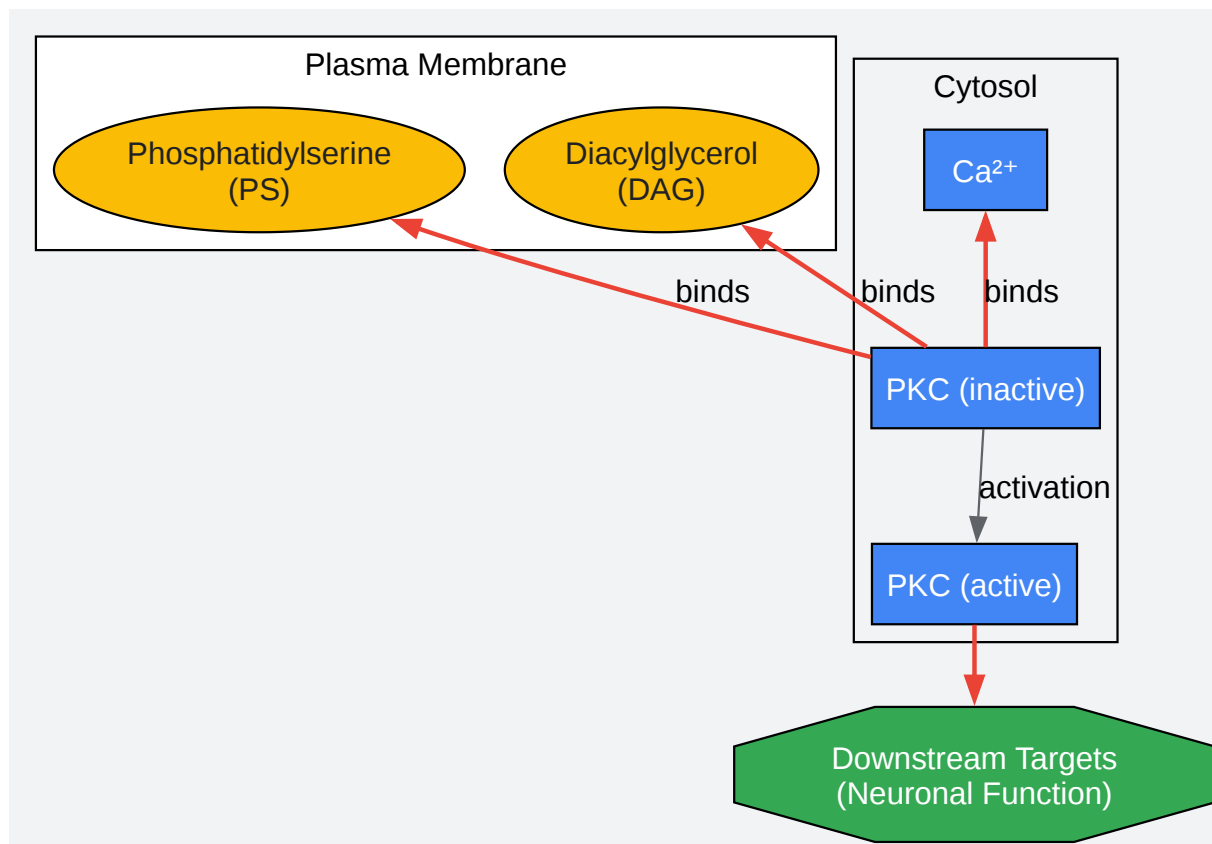 Plasma Membrane
Phosphatidylserine
(PS)
Diacylglycerol
(DAG)
Cytosol
Ca²⁺
binds
binds
binds
PKC (inactive)
activation
PKC (active)
Downstream Targets
(Neuronal Function)